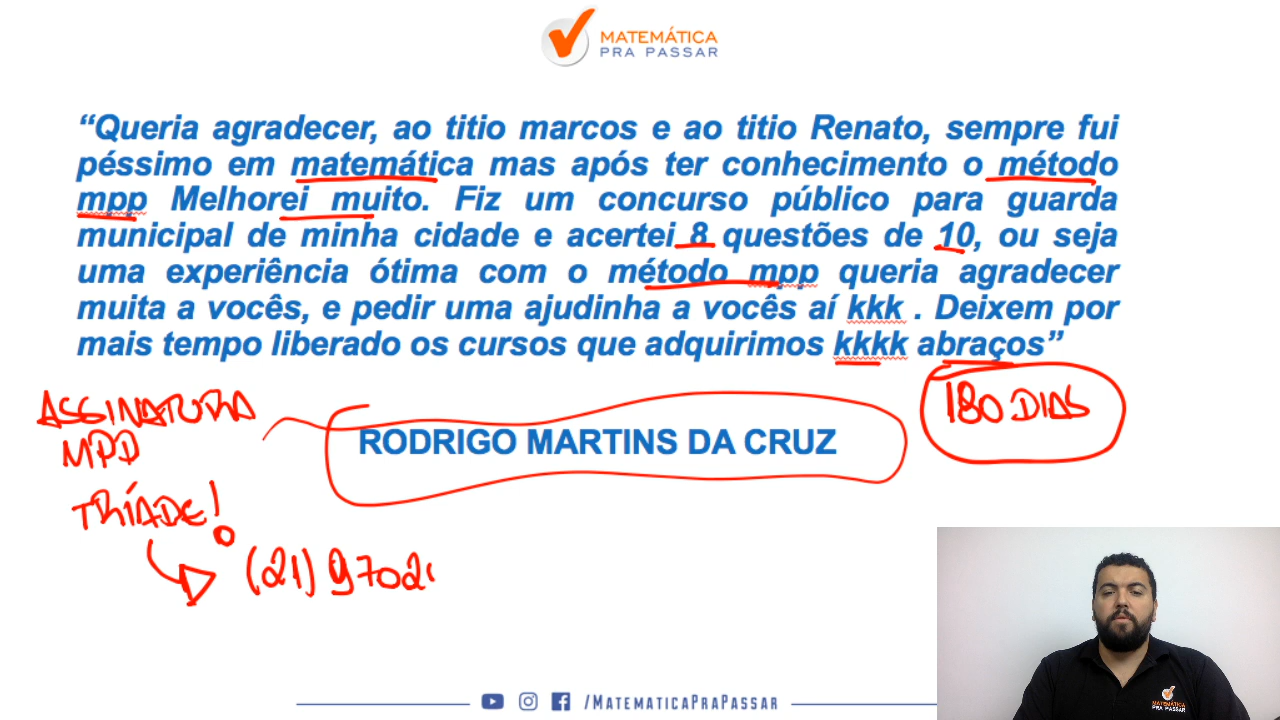 MATEMÁTICA
PRA PASSAR
“Queria agradecer, ao titio marcos e ao titio Renato, sempre fui
péssimo em matemática mas após ter conhecimento o método
mpp Melhorei muito. Fiz um concurso público para guarda
municipal de minha cidade e acertei 8 questões de 10, ou seja
uma experiência ótima com o método mpp queria agradecer
muita a vocês, e pedir uma ajudinha a vocês aí kkk . Deixem por
mais tempo liberado os cursos que adquirimos kkkk abraços”
180 DIAS
ASSINATURA
MPP
RODRIGO MARTINS DA CRUZ
TRÍADE!
(21) 9702
MATEMÁTICA
PRA PASSAR
/MATEMATICAPRAPASSAR